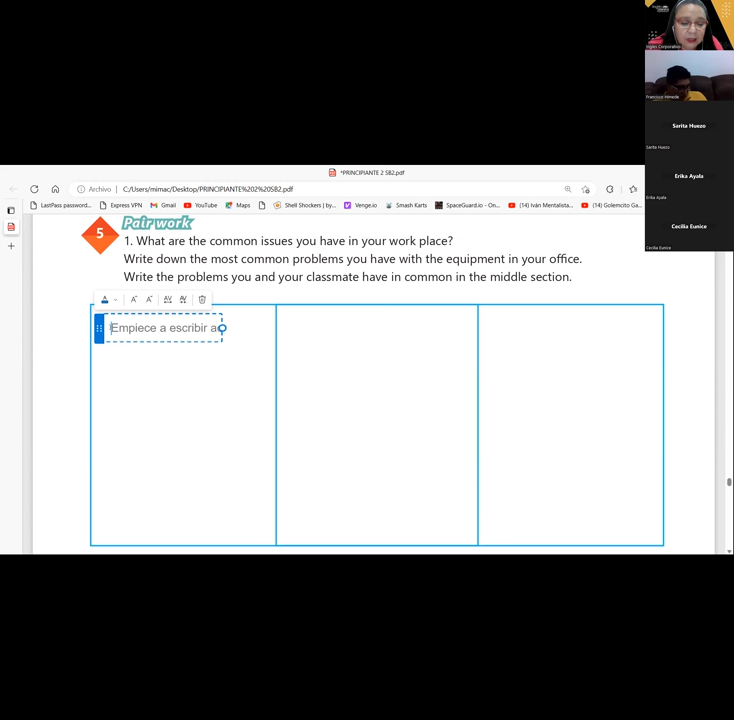 Ingles Corporativo
Francisco Himede
Sarita Huezo
Sarita Huezo
Erika Ayala
Erika Ayala
Cecilia Eunice
Cecilia Eunice
*PRINCIPIANTE 2 SB2.pdf
Archivo | C:/Users/mimac/Desktop/PRINCIPIANTE%202%20SB2.pdf
LastPass password... Express VPN Gmail YouTube Maps Shell Shockers | by... Venge.io Smash Karts SpaceGuard.io - On... (14) Iván Mentalista... (14) Golemcito Ga...
5 Pair work
1. What are the common issues you have in your work place?
Write down the most common problems you have with the equipment in your office.
Write the problems you and your classmate have in common in the middle section.
Empiece a escribir a